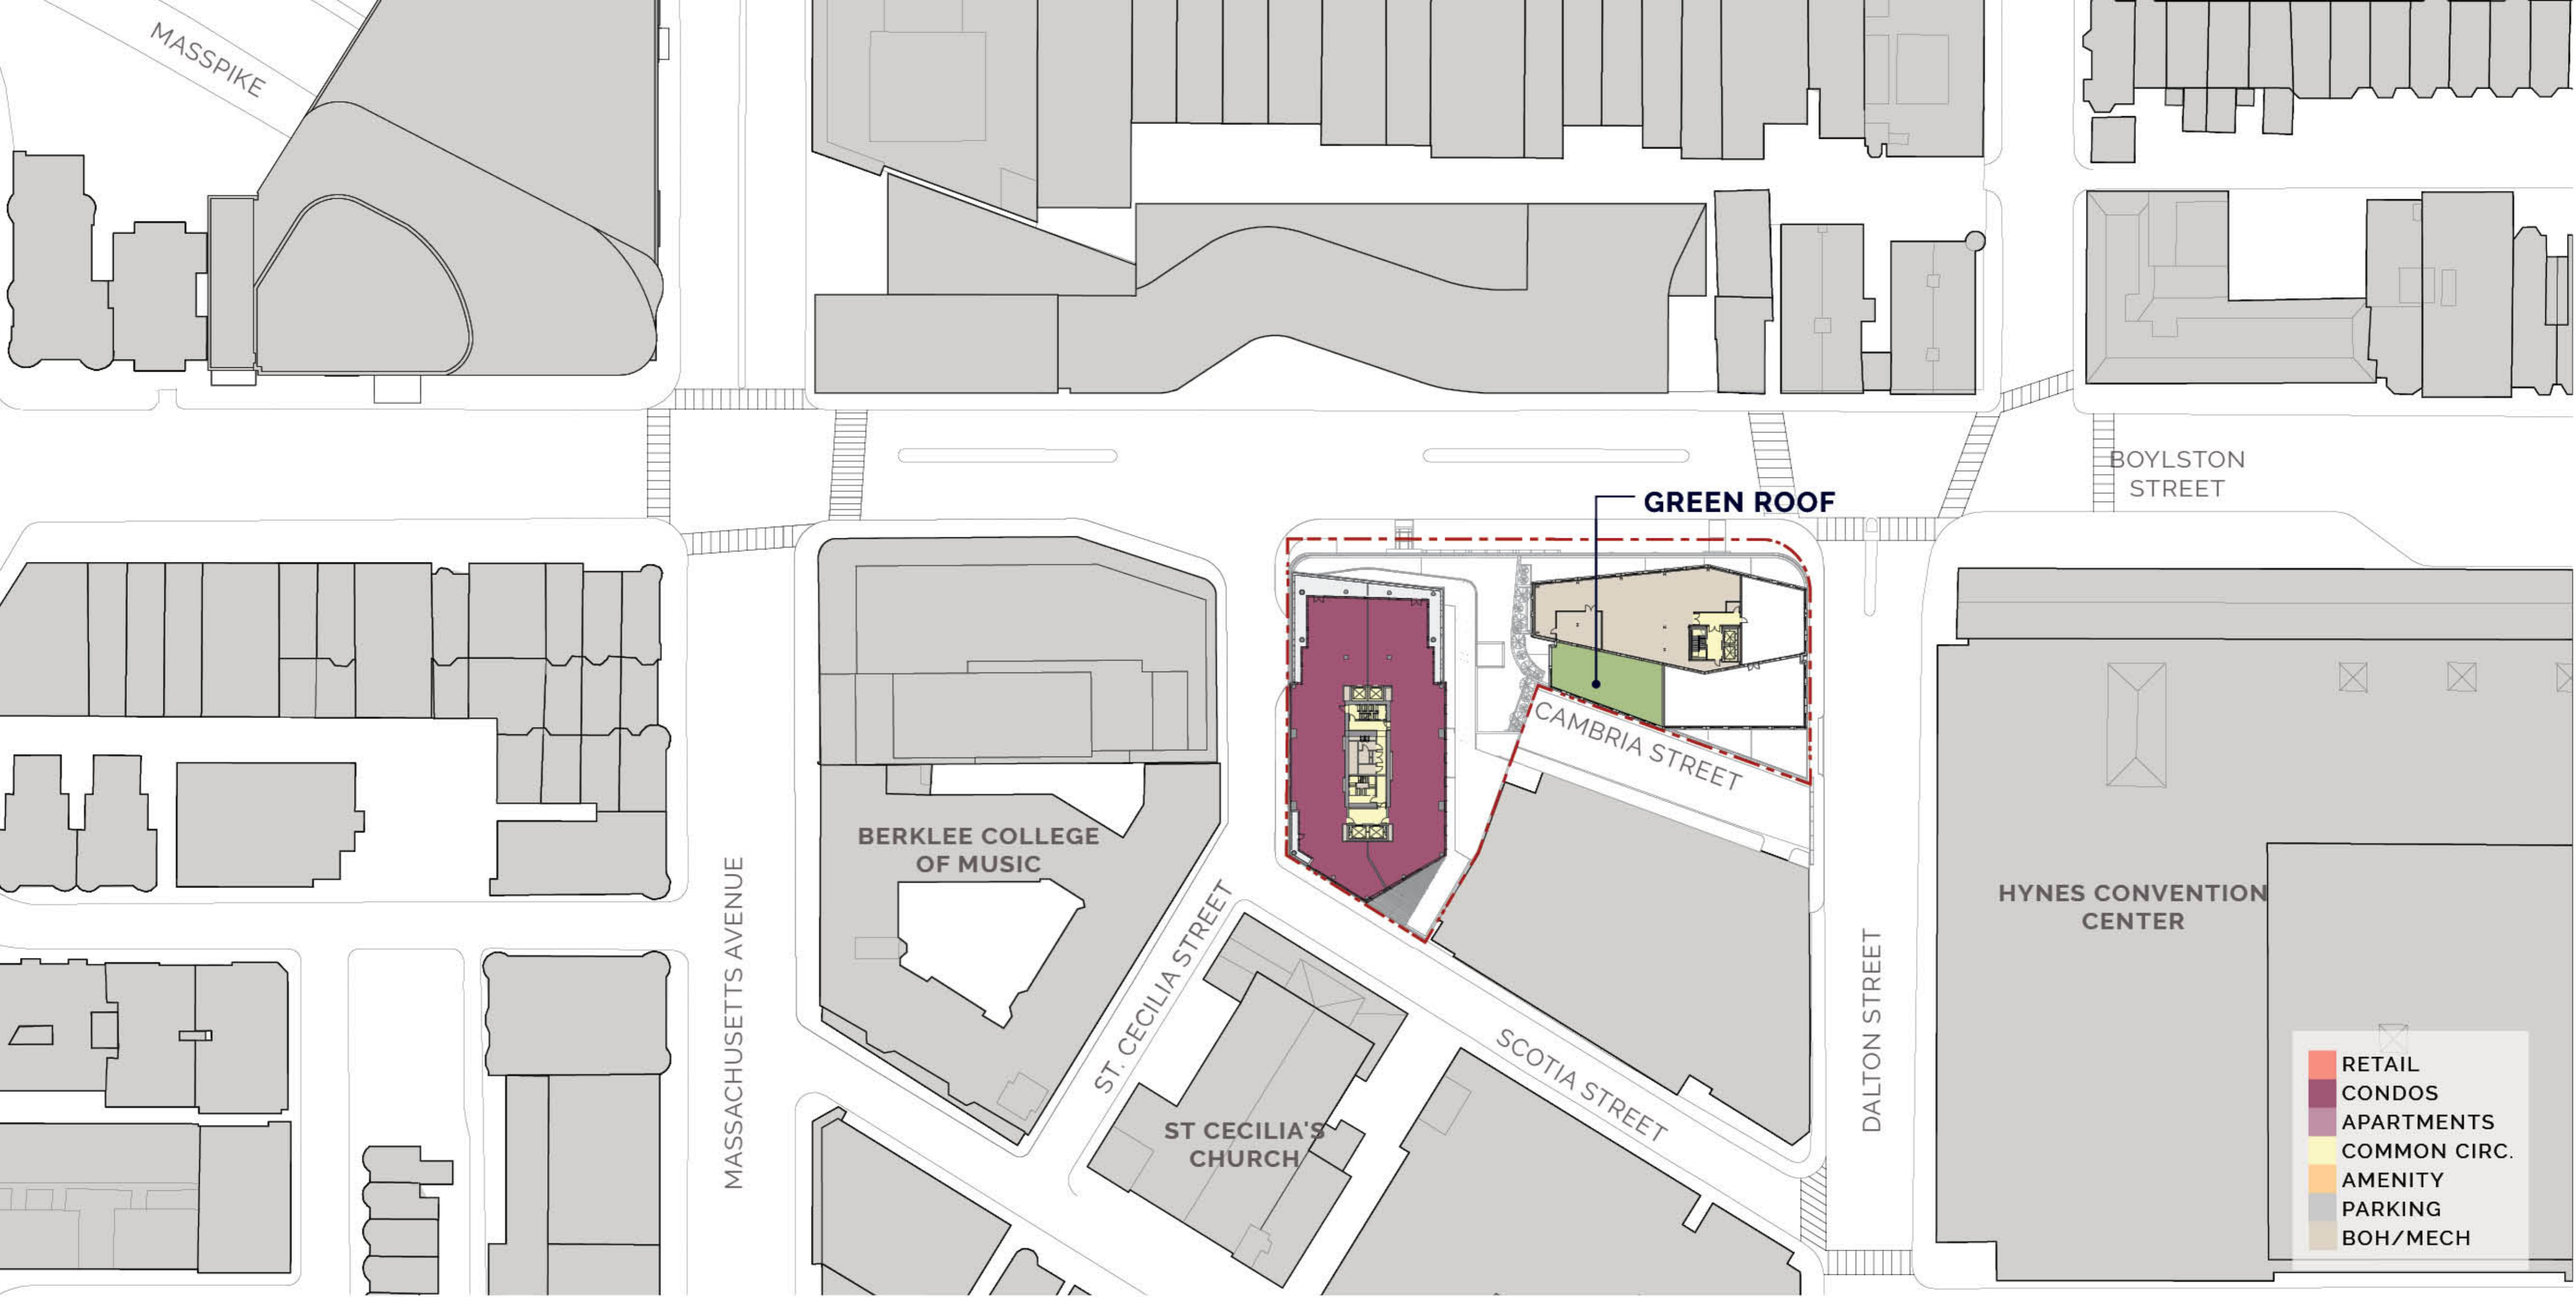 MASSPIKE
BOYLSTON
STREET
GREEN ROOF
CAMBRIA STREET
BERKLEE COLLEGE
OF MUSIC
MASSACHUSETTS AVENUE
ST. CECILIA STREET
HYNES CONVENTION
CENTER
DALTON STREET
SCOTIA STREET
ST CECILIA'S
CHURCH
RETAIL
CONDOS
APARTMENTS
COMMON CIRC.
AMENITY
PARKING
BOH/MECH